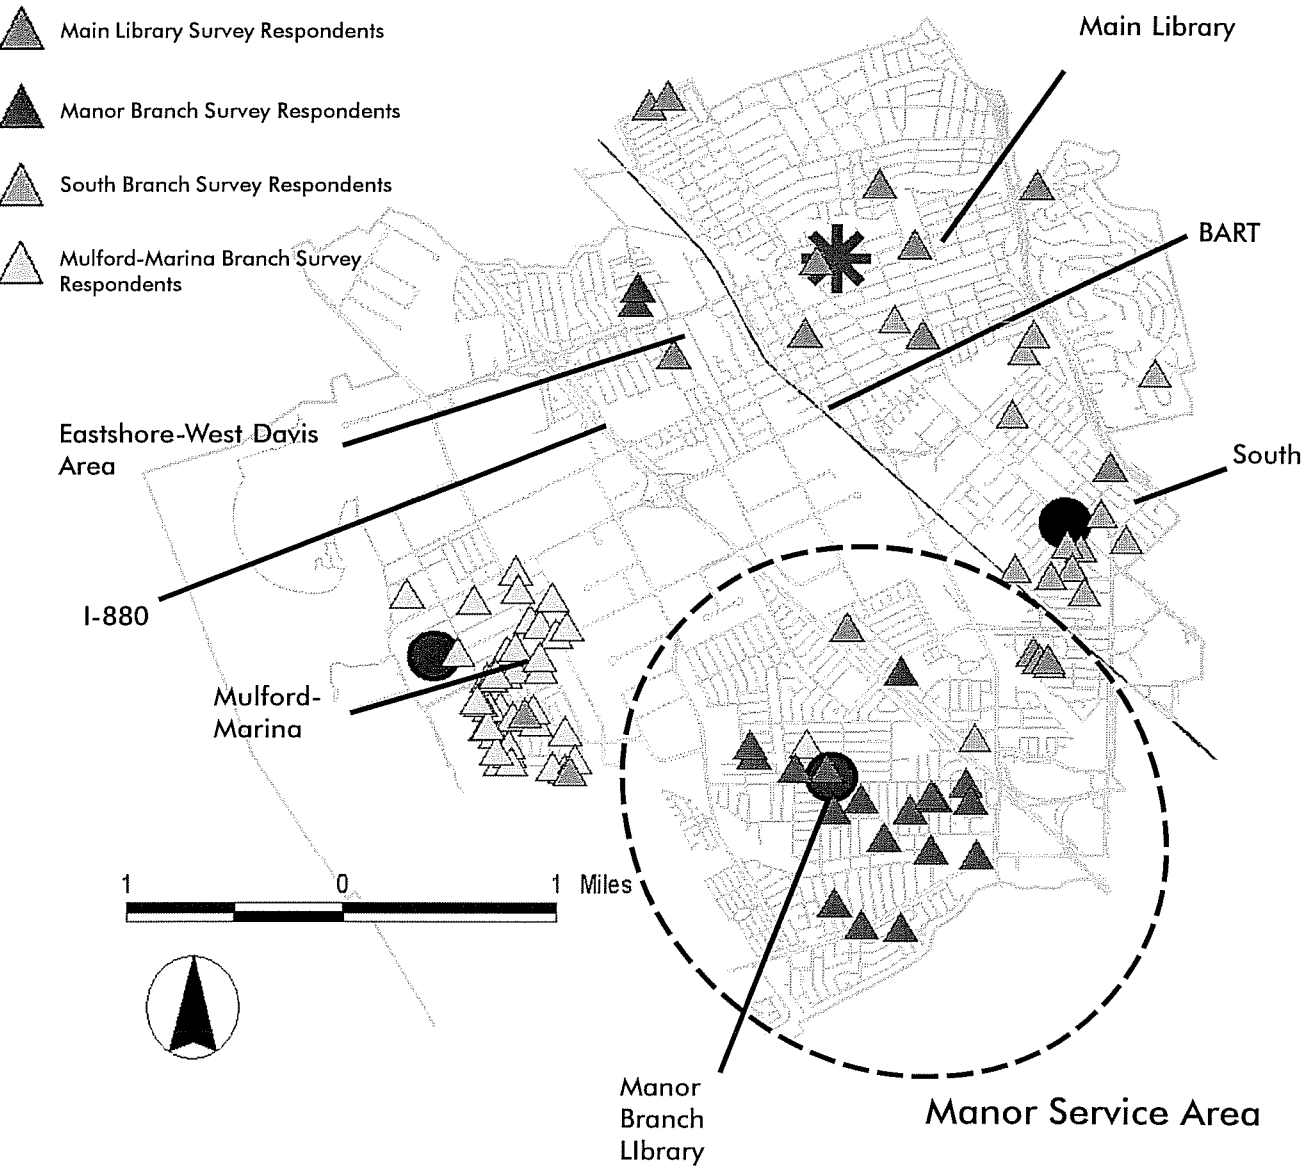 Main Library Survey Respondents
Manor Branch Survey Respondents
South Branch Survey Respondents
Mulford-Marina Branch Survey
Respondents
Main Library
BART
Eastshore-West Davis
Area
South
I-880
Mulford-
Marina
1 0 1 Miles
Manor
Branch
LIbrary
Manor Service Area